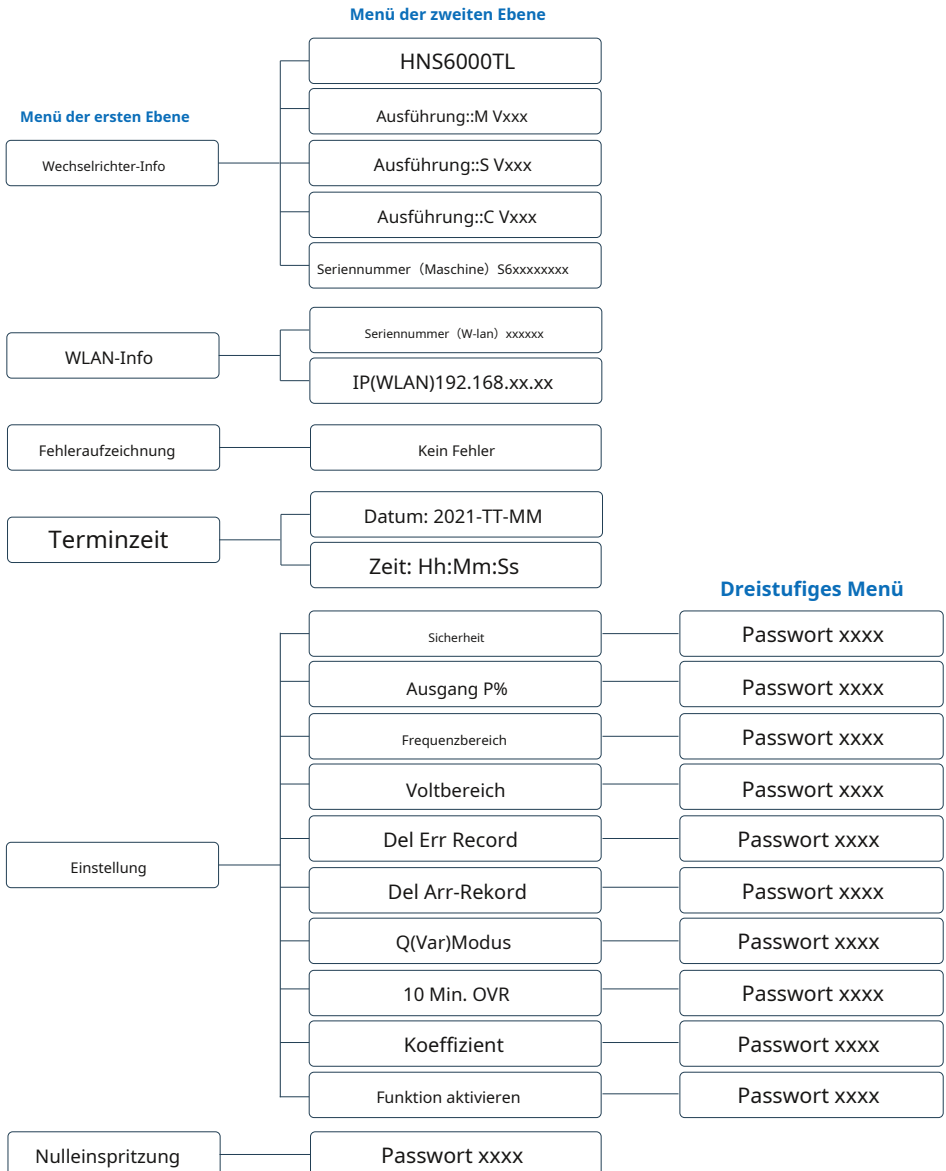 Menü der zweiten Ebene
HNS6000TL
Menü der ersten Ebene
Ausführung::M Vxxx
Wechselrichter-Info
Ausführung::S Vxxx
Ausführung::C Vxxx
Seriennummer（Maschine）S6xxxxxxxx
WLAN-Info
Seriennummer（W-lan）xxxxxx
IP(WLAN)192.168.xx.xx
Fehleraufzeichnung
Kein Fehler
Terminzeit
Datum: 2021-TT-MM
Zeit: Hh:Mm:Ss
Dreistufiges Menü
Sicherheit
Passwort xxxx
Ausgang P%
Passwort xxxx
Frequenzbereich
Passwort xxxx
Voltbereich
Passwort xxxx
Einstellung
Del Err Record
Passwort xxxx
Del Arr-Rekord
Passwort xxxx
Q(Var)Modus
Passwort xxxx
10 Min. OVR
Passwort xxxx
Koeffizient
Passwort xxxx
Funktion aktivieren
Passwort xxxx
Nulleinspritzung
Passwort xxxx